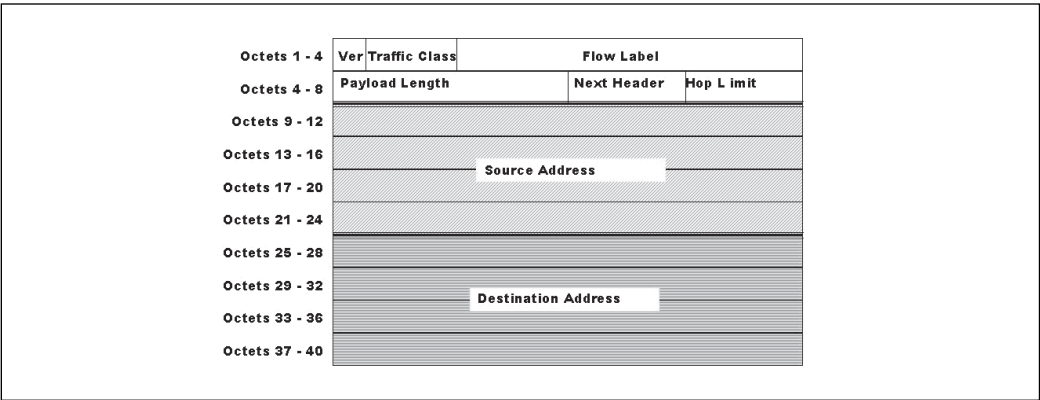 Octets 1 - 4 Ver Traffic Class Flow Label
Octets 4 - 8 Payload Length Next Header Hop L imit
Octets 9 - 12
Octets 13 - 16
Source Address
Octets 17 - 20
Octets 21 - 24
Octets 25 - 28
Octets 29 - 32
Destination Address
Octets 33 - 36
Octets 37 - 40